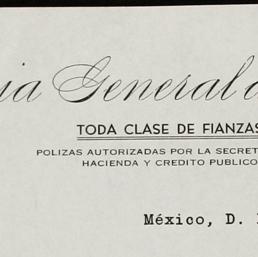 ia General d
TODA CLASE DE FIANZAS
POLIZAS AUTORIZADAS POR LA SECRET
HACIENDA Y CREDITO PUBLICO
México, D.